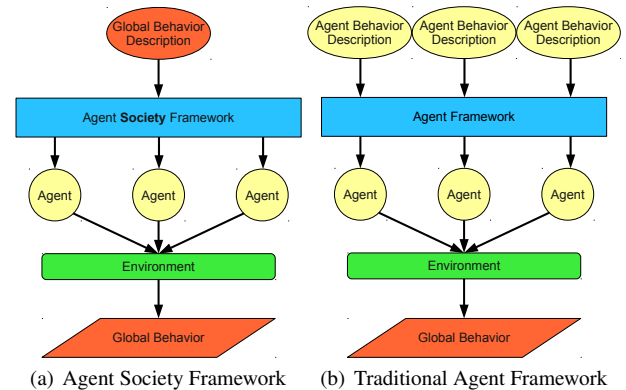 Global Behavior
Description
Agent Society Framework
Agent
Agent
Agent
Environment
Global Behavior
(a) Agent Society Framework
Agent Behavior
Description
Agent Behavior
Description
Agent Behavior
Description
Agent Framework
Agent
Agent
Agent
Environment
Global Behavior
(b) Traditional Agent Framework